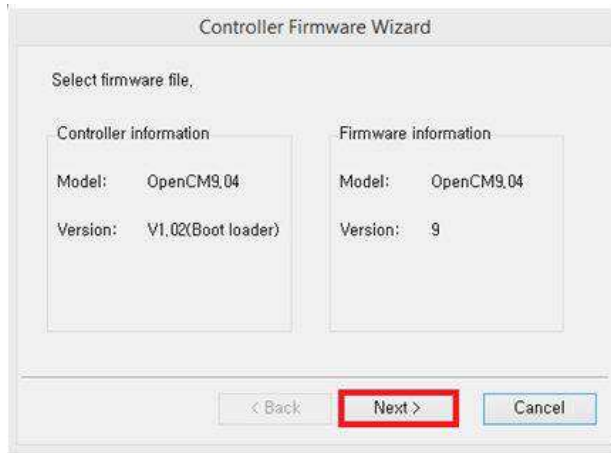 Controller Firmware Wizard
Select firmware file,
Controller information
Model: OpenCM9,04
Version: V1,02(Boot loader)
Firmware information
Model: OpenCM9,04
Version: 9
< Back Next > Cancel